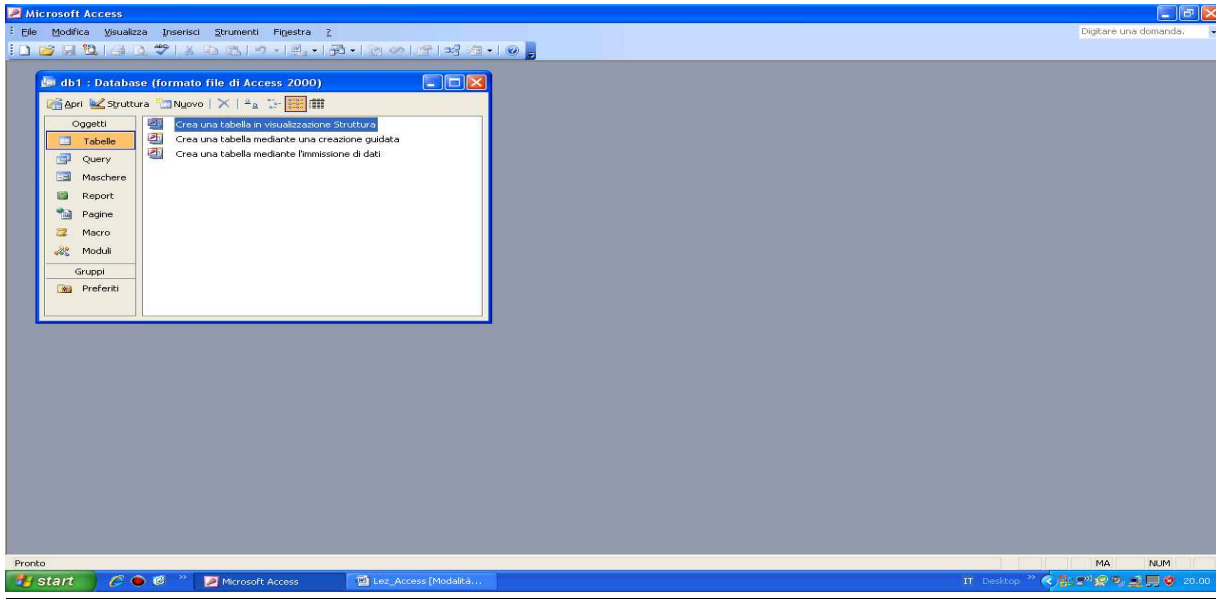 Microsoft Access
File Modifica Visualizza Inserisci Strumenti Finestra ?
Digitare una domanda.
db1 : Database (formato file di Access 2000)
Apri Struttura Nuovo
Oggetti
Tabelle
Query
Maschere
Report
Pagine
Macro
Moduli
Gruppi
Preferiti
Crea una tabella in visualizzazione Struttura
Crea una tabella mediante una creazione guidata
Crea una tabella mediante l'immissione di dati
Pronto
MA NUM
start
Microsoft Access
Lez_Access [Modalità...
IT Desktop
20.00